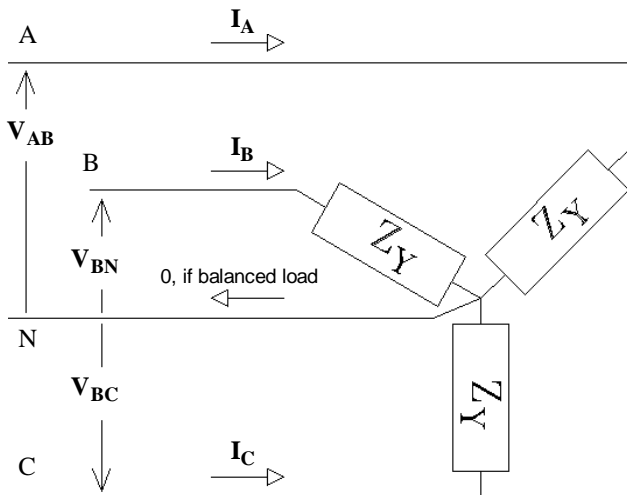 A
I_A
V_AB
B
I_B
Z_Y
Z_Y
V_BN
0, if balanced load
N
Z_Y
V_BC
C
I_C